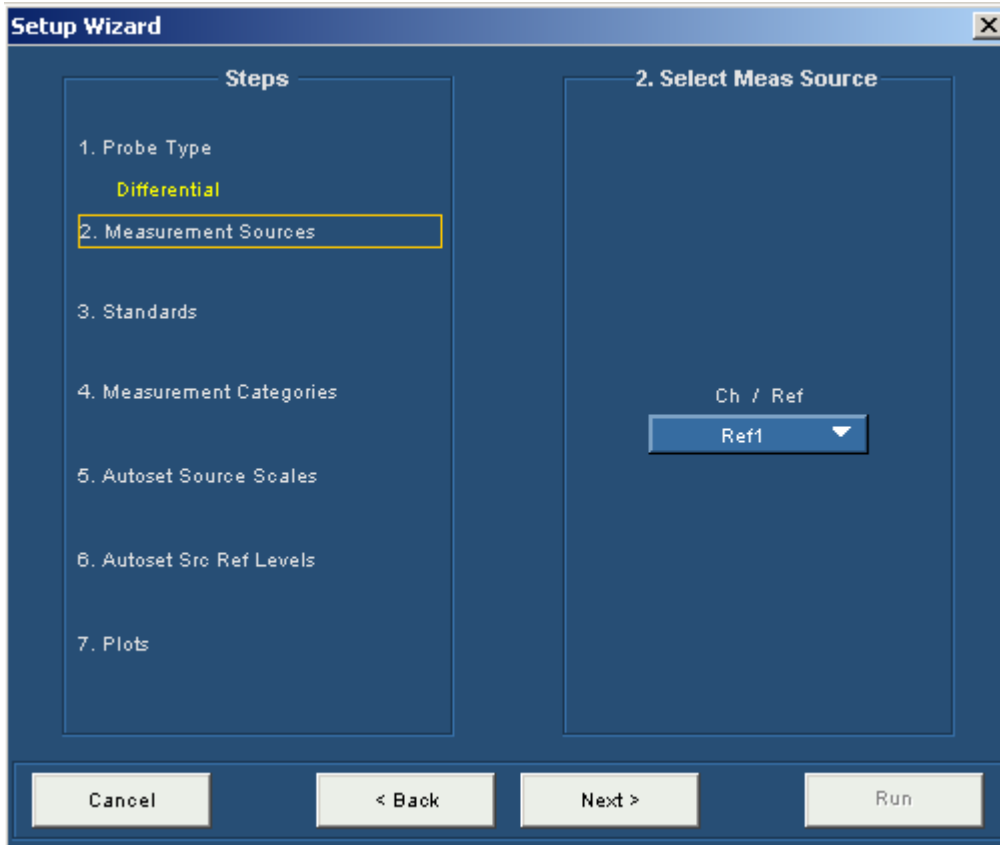 Setup Wizard
Steps
1. Probe Type
Differential
2. Measurement Sources
3. Standards
4. Measurement Categories
5. Autoset Source Scales
6. Autoset Src Ref Levels
7. Plots
2. Select Meas Source
Ch / Ref
Ref1
Cancel
< Back
Next >
Run